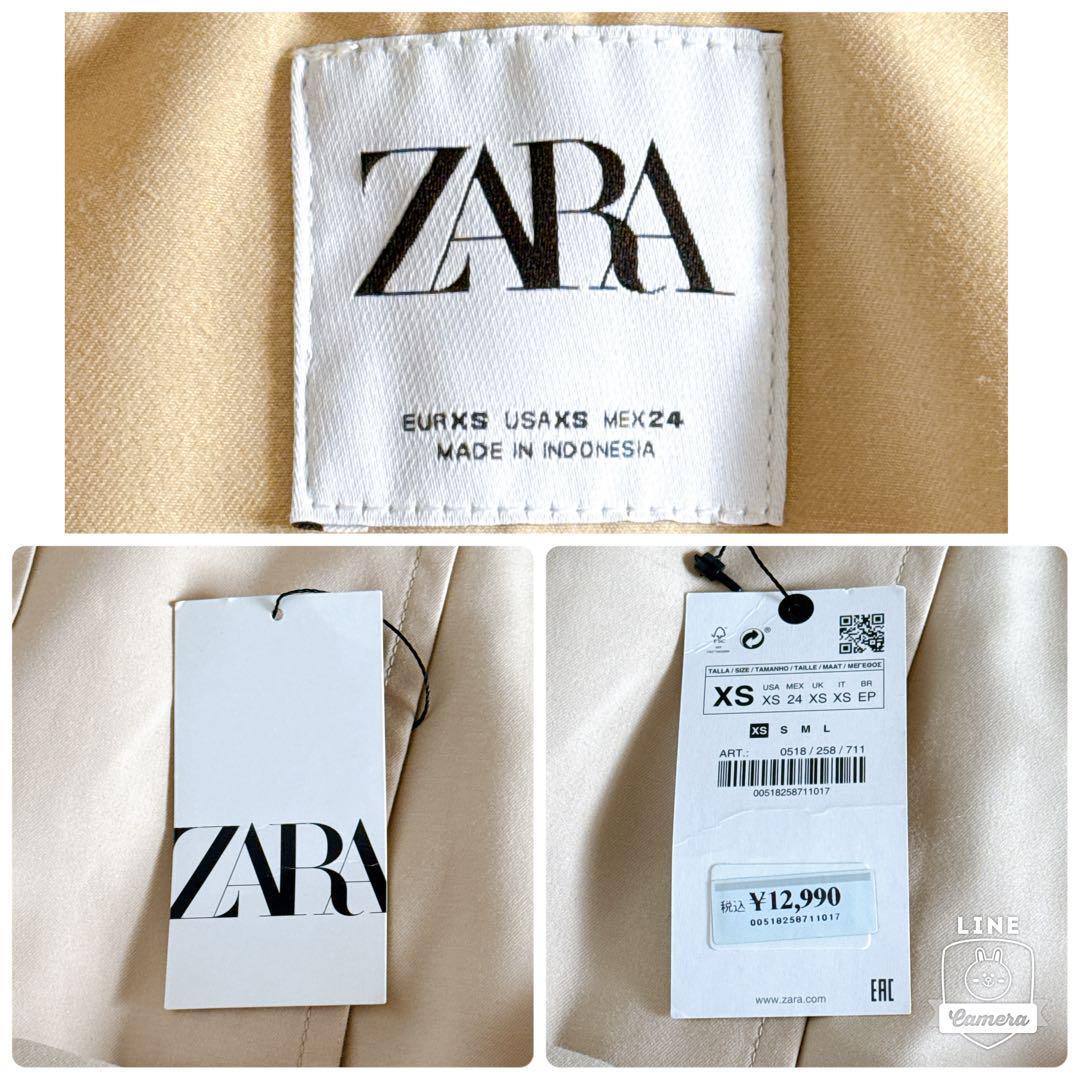 ZARA
EURXS USAXS MEX24
MADE IN INDONESIA
ZARA
FSC
®
TALLA / SIZE / TAMANHO / TAILLE / MAAT / ΜΕΓΕΘΟΣ
XS
USA MEX UK IT BR
XS 24 XS XS EP
XS S M L
ART.: 0518 / 258 / 711
00518258711017
税込 ¥12,990
00518258711017
www.zara.com
EAC
LINE
Camera